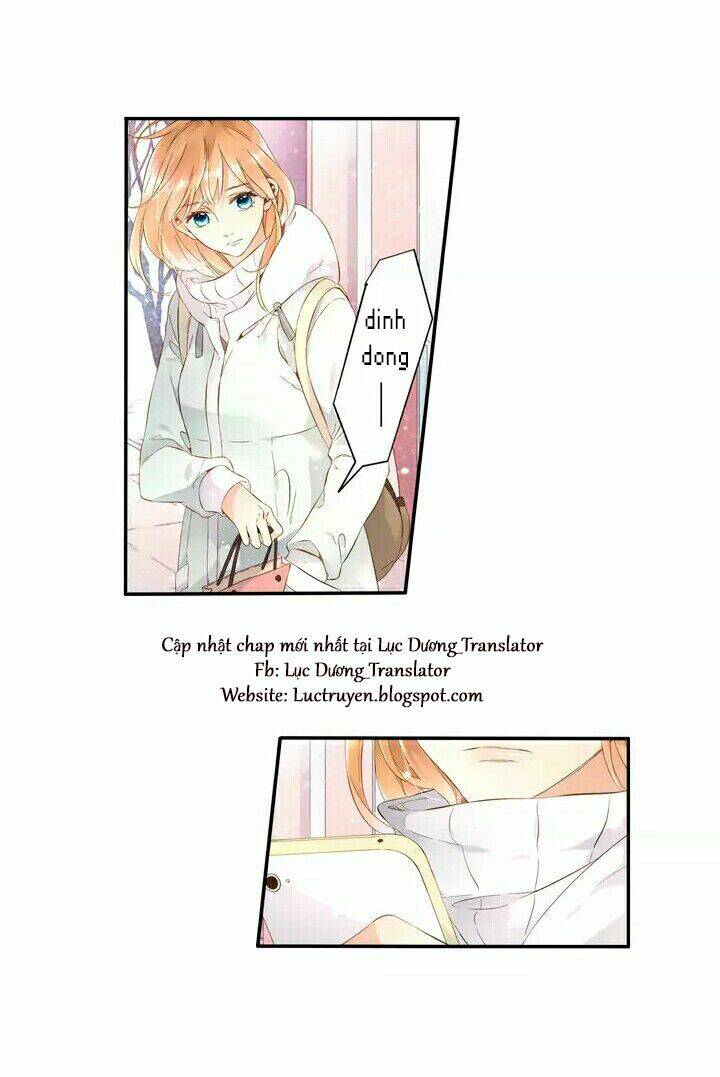 dinh
dong
—
Cập nhật chap mới nhất tại Lục Dương_Translator
Fb: Lục Dương_Translator
Website: Luctruyen.blogspot.com